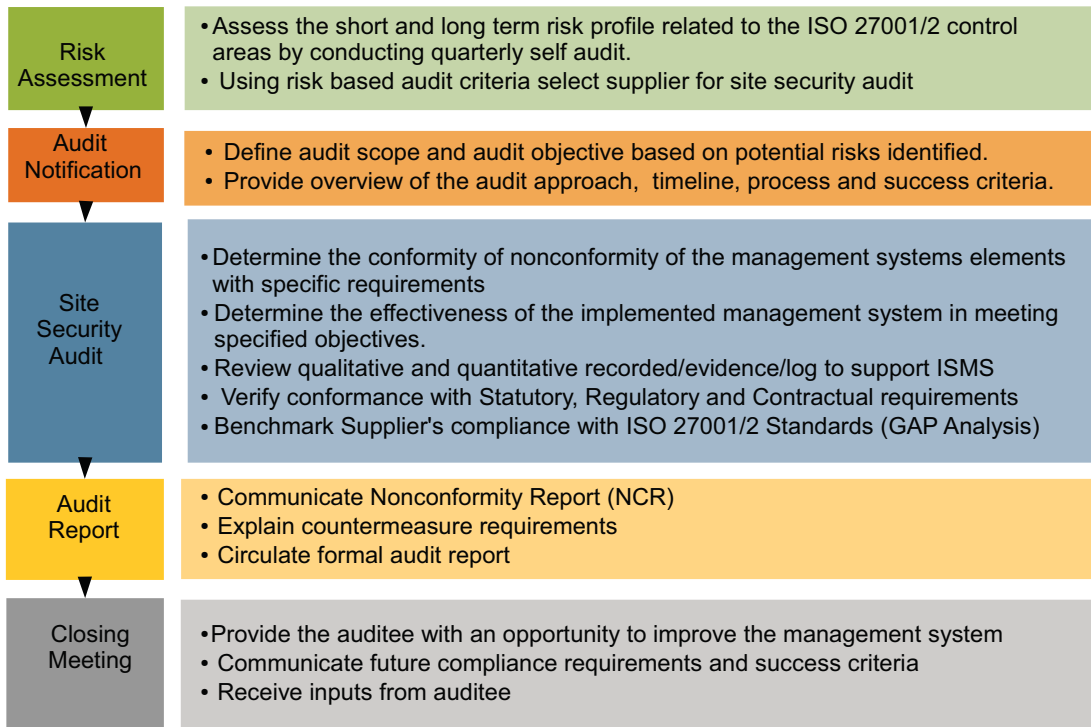 Risk
Assessment
•Assess the short and long term risk profile related to the ISO 27001/2 control
areas by conducting quarterly self audit.
• Using risk based audit criteria select supplier for site security audit
Audit
Notification
• Define audit scope and audit objective based on potential risks identified.
• Provide overview of the audit approach, timeline, process and success criteria.
Site
Security
Audit
•Determine the conformity of nonconformity of the management systems elements
with specific requirements
•Determine the effectiveness of the implemented management system in meeting
specified objectives.
•Review qualitative and quantitative recorded/evidence/log to support ISMS
• Verify conformance with Statutory, Regulatory and Contractual requirements
•Benchmark Supplier's compliance with ISO 27001/2 Standards (GAP Analysis)
Audit
Report
• Communicate Nonconformity Report (NCR)
• Explain countermeasure requirements
• Circulate formal audit report
Closing
Meeting
•Provide the auditee with an opportunity to improve the management system
• Communicate future compliance requirements and success criteria
• Receive inputs from auditee